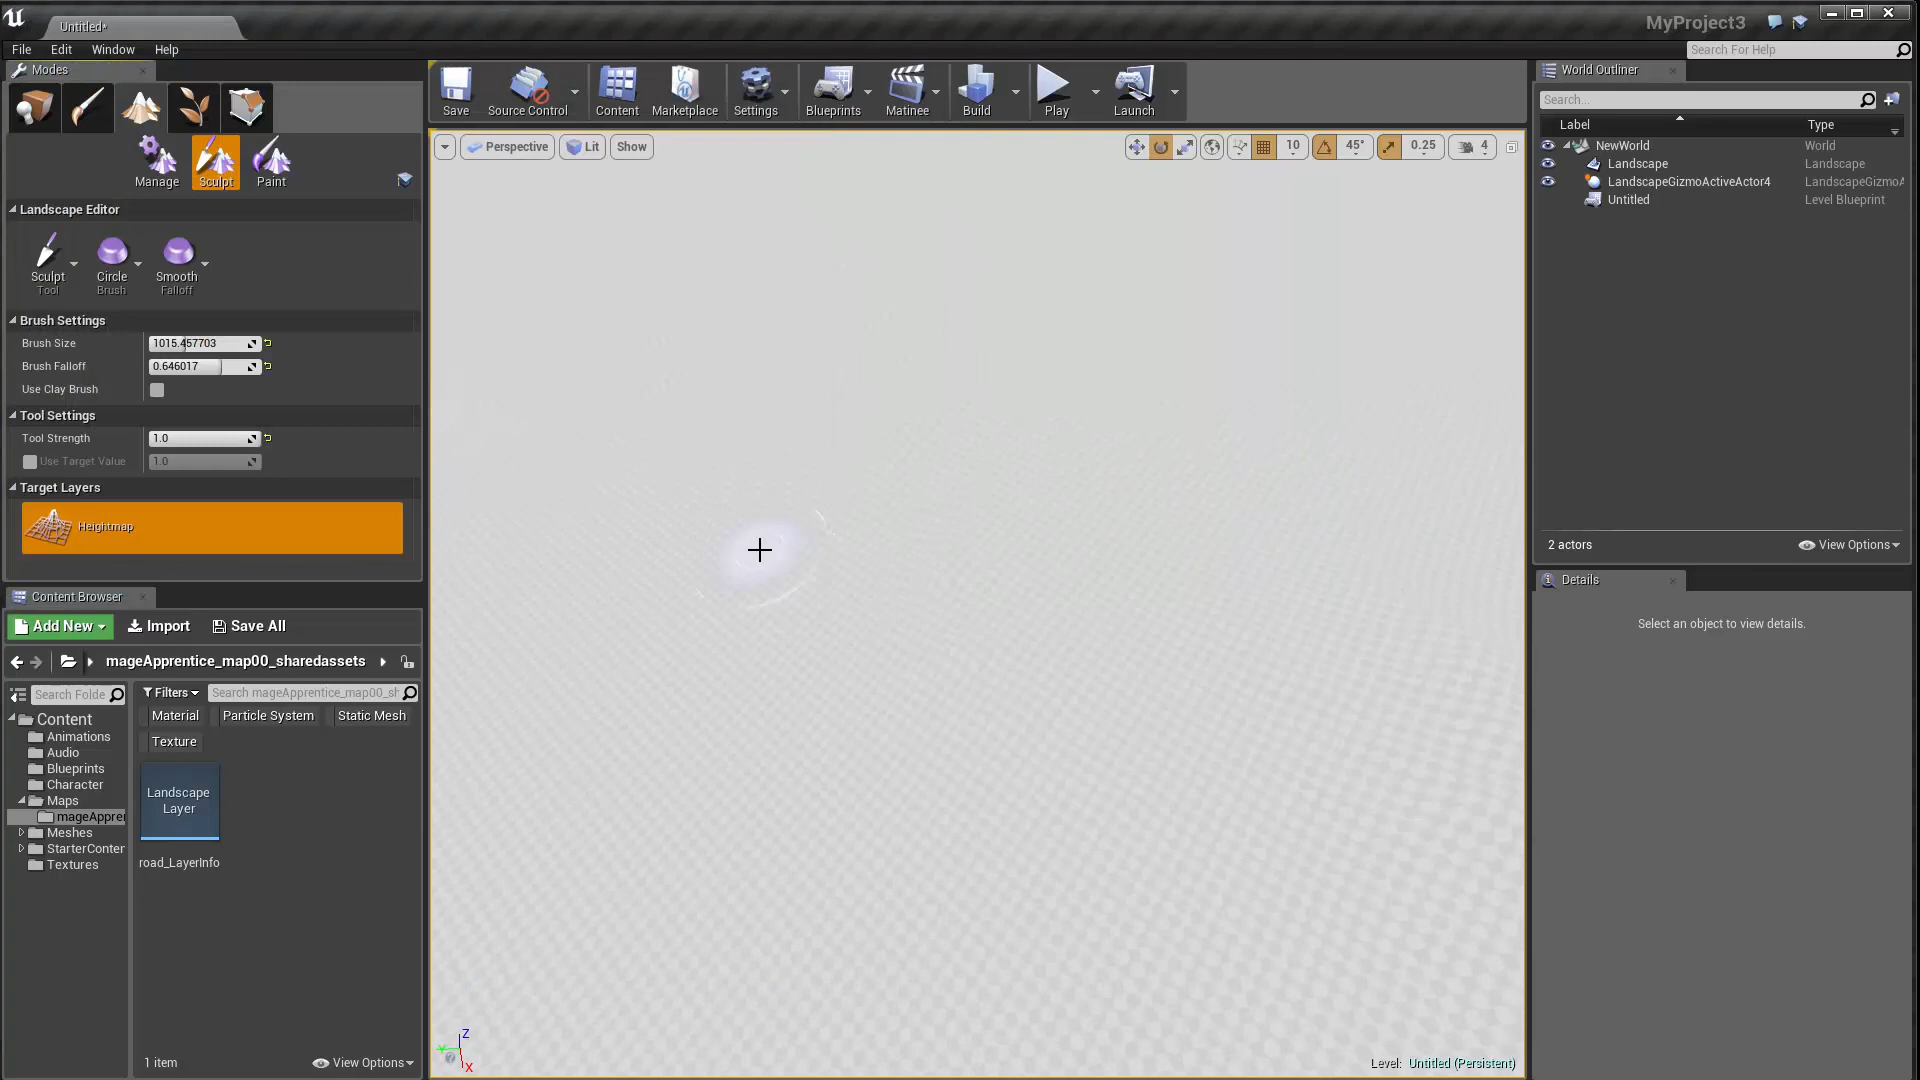 Untitled*
MyProject3
File Edit Window Help
Search For Help
Modes
Manage Sculpt Paint
Landscape Editor
Sculpt Circle Smooth
Tool Brush Falloff
Brush Settings
Brush Size 1015.457703
Brush Falloff 0.646017
Use Clay Brush
Tool Settings
Tool Strength 1.0
Use Target Value 1.0
Target Layers
Heightmap
Save Source Control Content Marketplace Settings Blueprints Matinee Build Play Launch
Perspective Lit Show
10 45° 0.25 4
Z
X
Level: Untitled (Persistent)
World Outliner
Search...
Label Type
NewWorld World
Landscape Landscape
LandscapeGizmoActiveActor4 LandscapeGizmoA
Untitled Level Blueprint
2 actors View Options
Details
Select an object to view details.
Content Browser
Add New Import Save All
mageApprentice_map00_sharedassets
Search Folde
Filters Search mageApprentice_map00_sh
Material Particle System Static Mesh
Texture
Content
Animations
Audio
Blueprints
Character
Maps
mageAppren
Meshes
StarterConter
Textures
Landscape
Layer
road_LayerInfo
1 item View Options